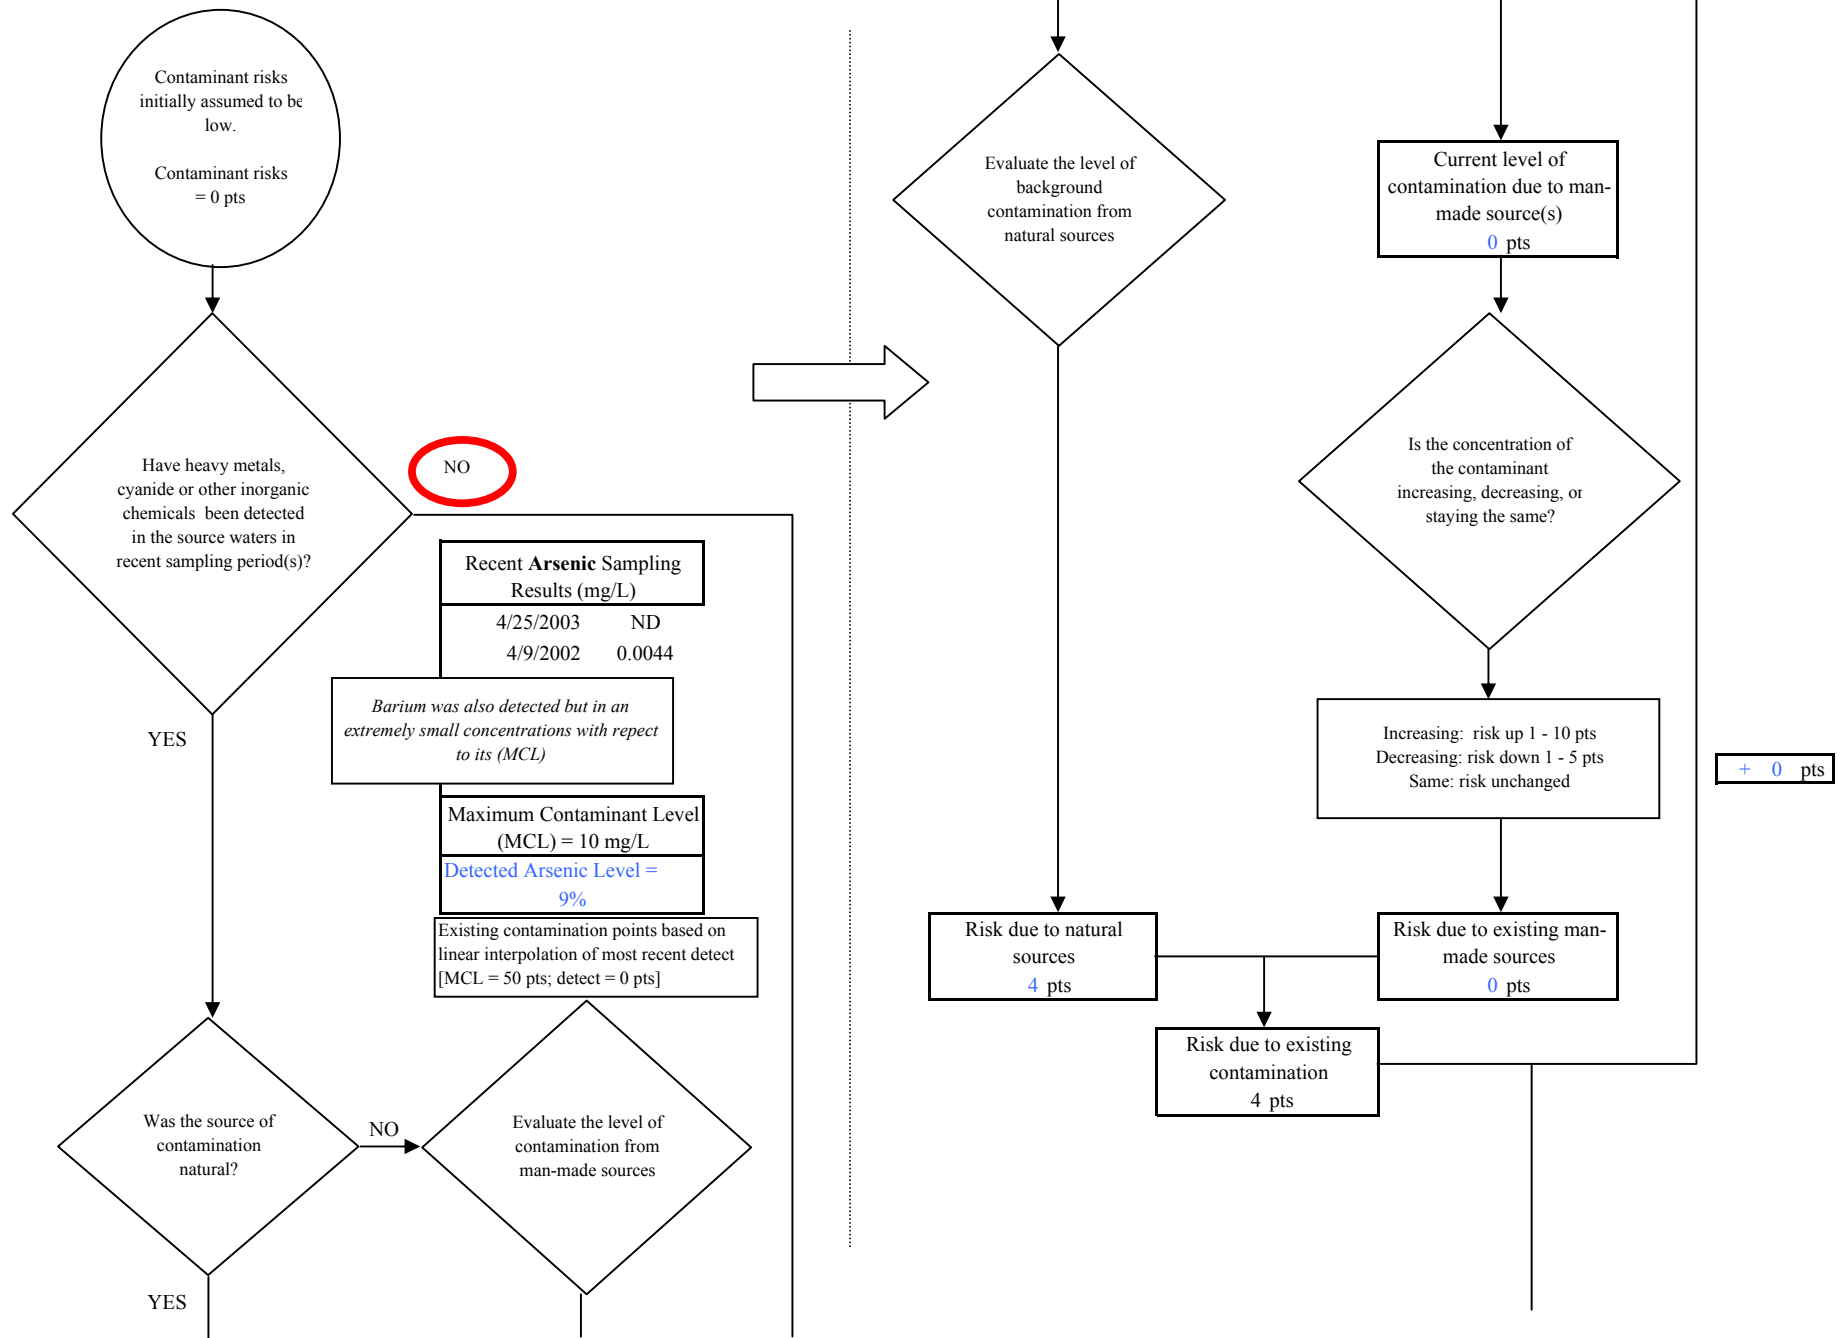 Contaminant risks
initially assumed to be
low.
Contaminant risks
= 0 pts
Have heavy metals,
cyanide or other inorganic
chemicals been detected
in the source waters in
recent sampling period(s)?
NO
Recent Arsenic Sampling
Results (mg/L)
4/25/2003 ND
4/9/2002 0.0044
Barium was also detected but in an
extremely small concentrations with repect
to its (MCL)
YES
Maximum Contaminant Level
(MCL) = 10 mg/L
Detected Arsenic Level =
9%
Existing contamination points based on
linear interpolation of most recent detect
[MCL = 50 pts; detect = 0 pts]
Was the source of
contamination
natural?
NO
Evaluate the level of
contamination from
man-made sources
YES
Evaluate the level of
background
contamination from
natural sources
Current level of
contamination due to man-
made source(s)
0 pts
Is the concentration of
the contaminant
increasing, decreasing, or
staying the same?
Increasing: risk up 1 - 10 pts
Decreasing: risk down 1 - 5 pts
Same: risk unchanged
+ 0 pts
Risk due to natural
sources
4 pts
Risk due to existing man-
made sources
0 pts
Risk due to existing
contamination
4 pts